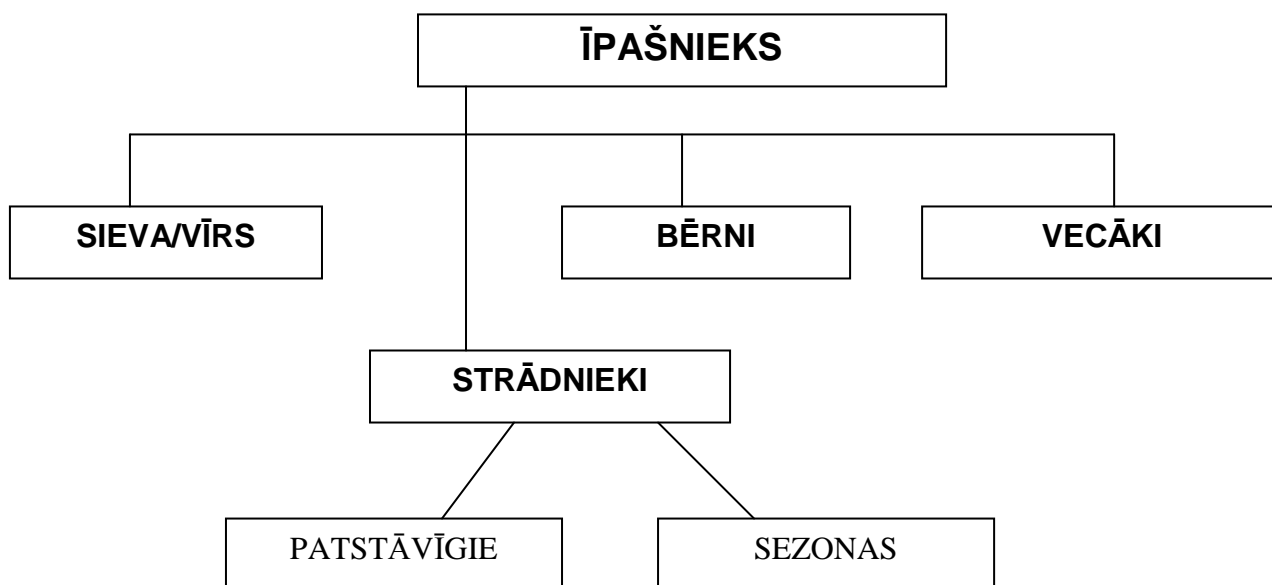 ĪPAŠNIEKS
SIEVA/VĪRS
BĒRNI
VECĀKI
STRĀDNIEKI
PATSTĀVĪGIE
SEZONAS